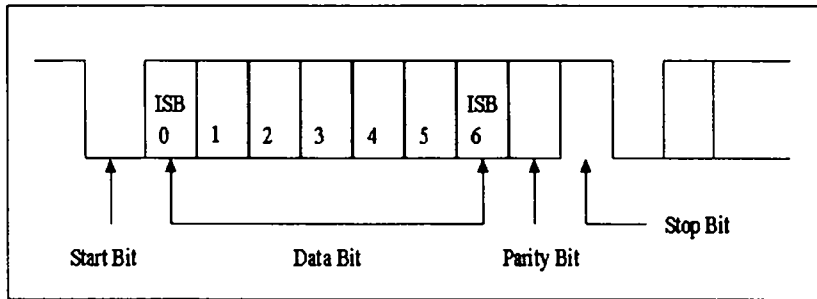 ISB ISB
0 1 2 3 4 5 6
Stop Bit
Start Bit Data Bit Parity Bit